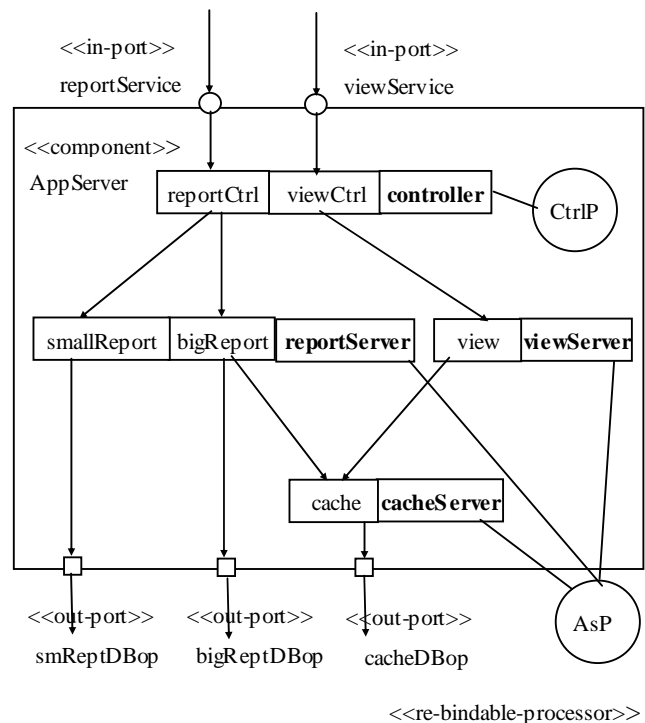 <<in-port>>
reportService
<<in-port>>
viewService
<<component>>
AppServer
reportCtrl viewCtrl controller
CtrlP
smallReport bigReport reportServer view viewServer
cache cacheServer
<<out-port>> <<out-port>> <<out-port>>
smReptDBop bigReptDBop cacheDBop
AsP
<<re-bindable-processor>>